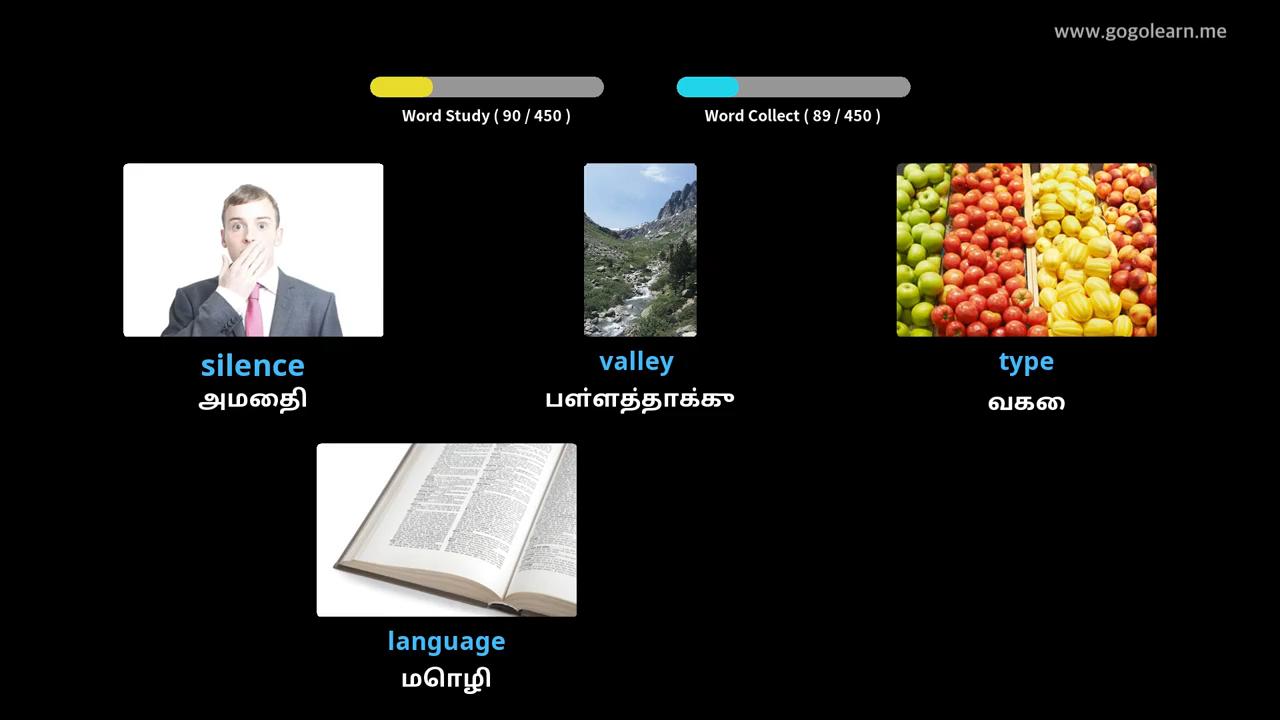 www.gogolearn.me
Word Study ( 90 / 450 )
Word Collect ( 89 / 450 )
silence
அமைதி
valley
பள்ளத்தாக்கு
type
வகை
language
மொழி